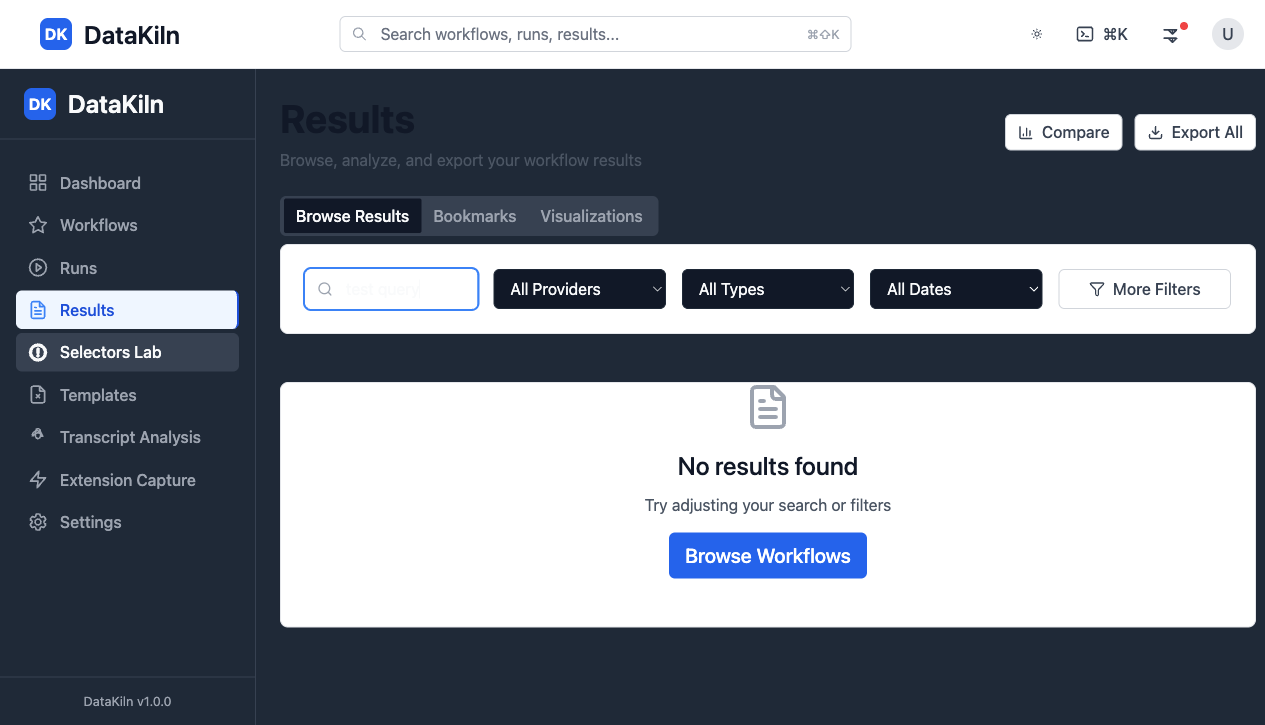 DK DataKiln
Search workflows, runs, results...
⌘⇧K
⌘K
U
DK DataKiln
Dashboard
Workflows
Runs
Results
Selectors Lab
Templates
Transcript Analysis
Extension Capture
Settings
DataKiln v1.0.0
Results
Browse, analyze, and export your workflow results
Compare
Export All
Browse Results
Bookmarks
Visualizations
test query
All Providers
All Types
All Dates
More Filters
No results found
Try adjusting your search or filters
Browse Workflows